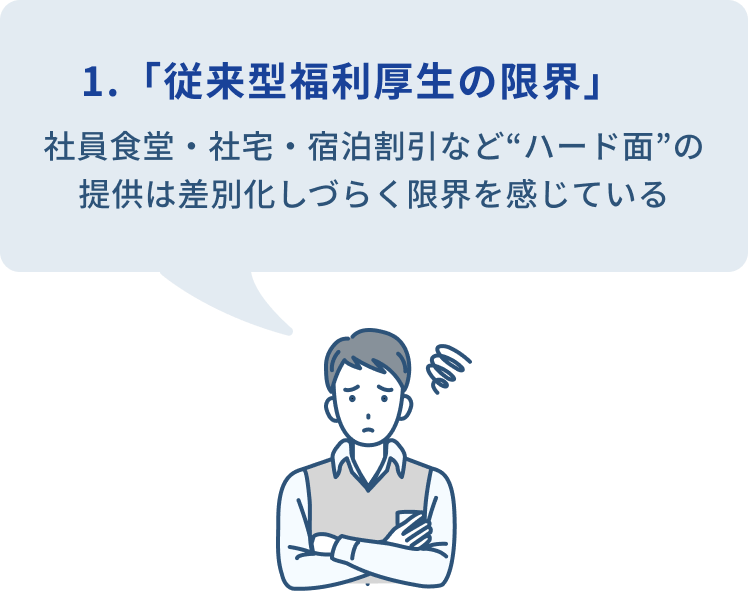 1.「従来型福利厚生の限界」
社員食堂・社宅・宿泊割引など“ハード面”の
提供は差別化しづらく限界を感じている